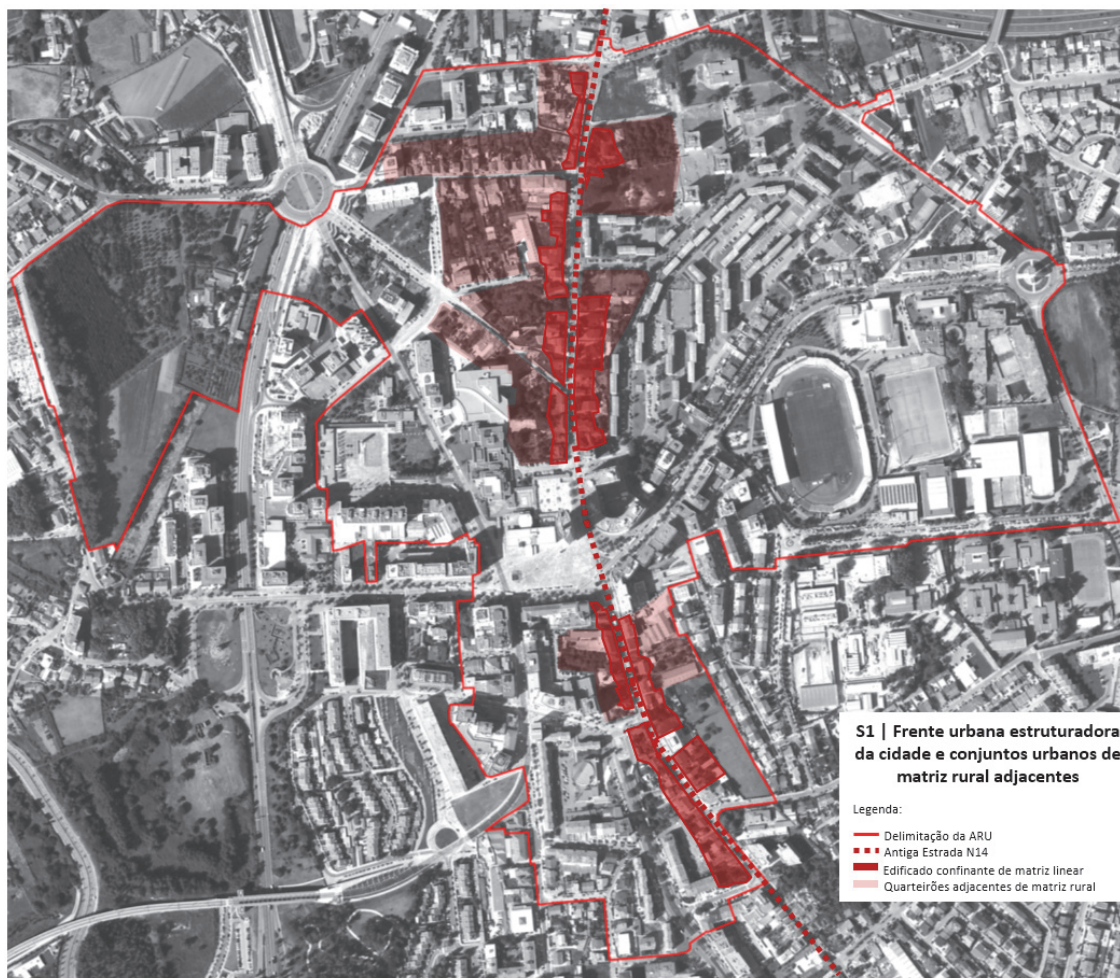 S1 | Frente urbana estruturadora
da cidade e conjuntos urbanos de
matriz rural adjacentes
Legenda:
Delimitação da ARU
Antiga Estrada N14
Edificado confinante de matriz linear
Quarteirões adjacentes de matriz rural